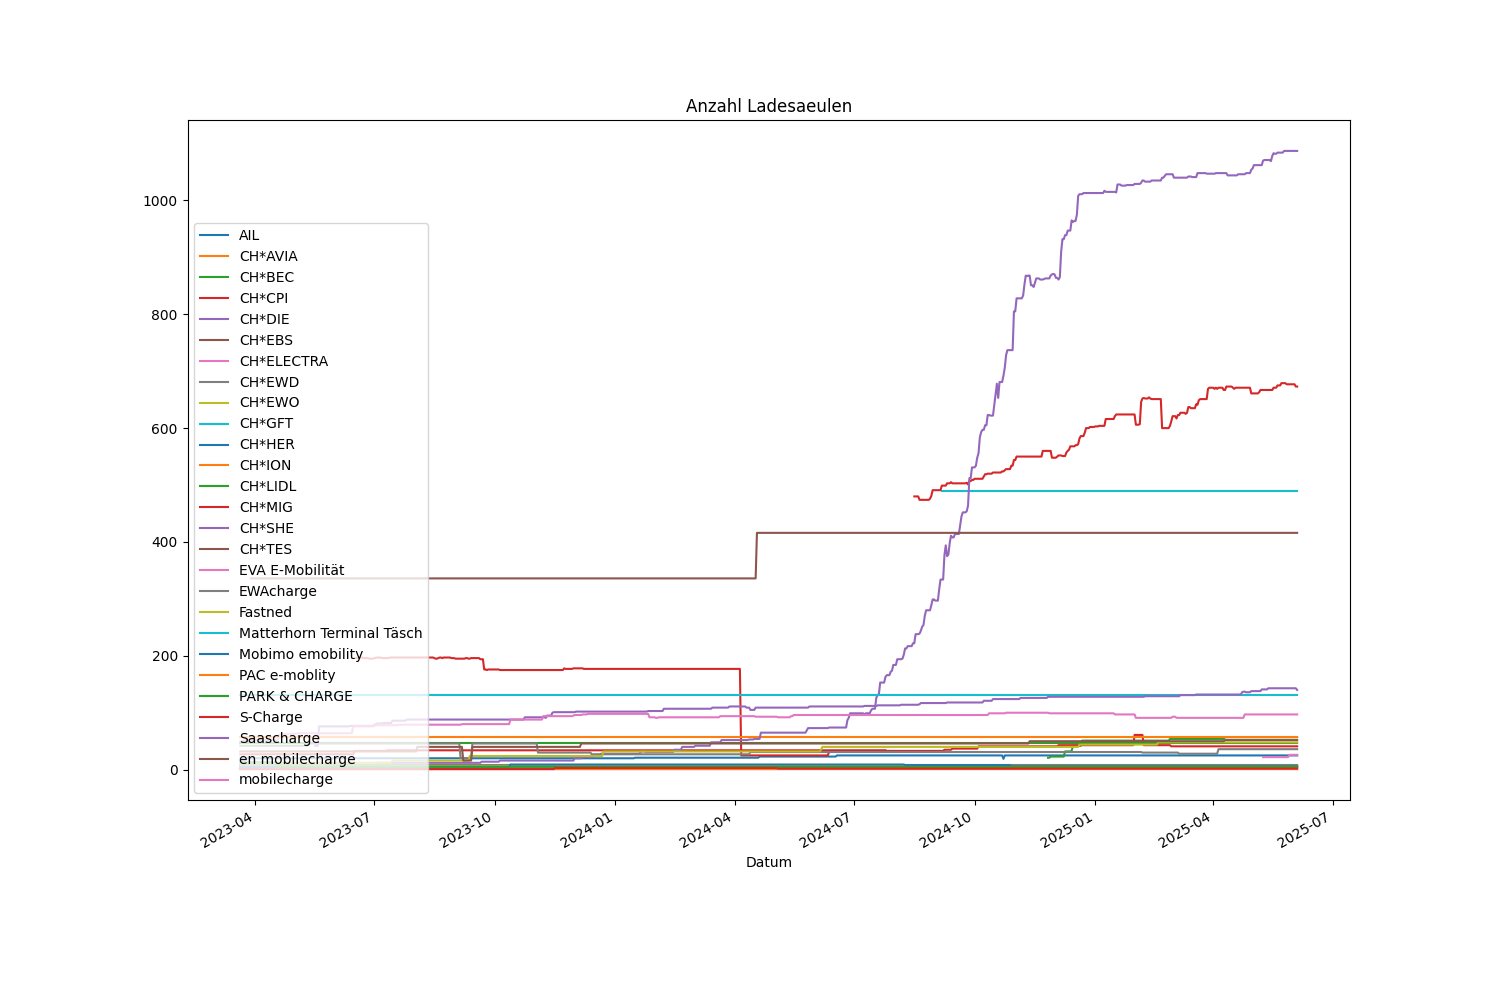 Anzahl Ladesaeulen
1000
800
600
400
200
0
AIL
CH*AVIA
CH*BEC
CH*CPI
CH*DIE
CH*EBS
CH*ELECTRA
CH*EWD
CH*EWO
CH*GFT
CH*HER
CH*ION
CH*LIDL
CH*MIG
CH*SHE
CH*TES
EVA E-Mobilität
EWAcharge
Fastned
Matterhorn Terminal Täsch
Mobimo emobility
PAC e-moblity
PARK & CHARGE
S-Charge
Saascharge
en mobilecharge
mobilecharge
2023-04
2023-07
2023-10
2024-01
2024-04
2024-07
2024-10
2025-01
2025-04
2025-07
Datum